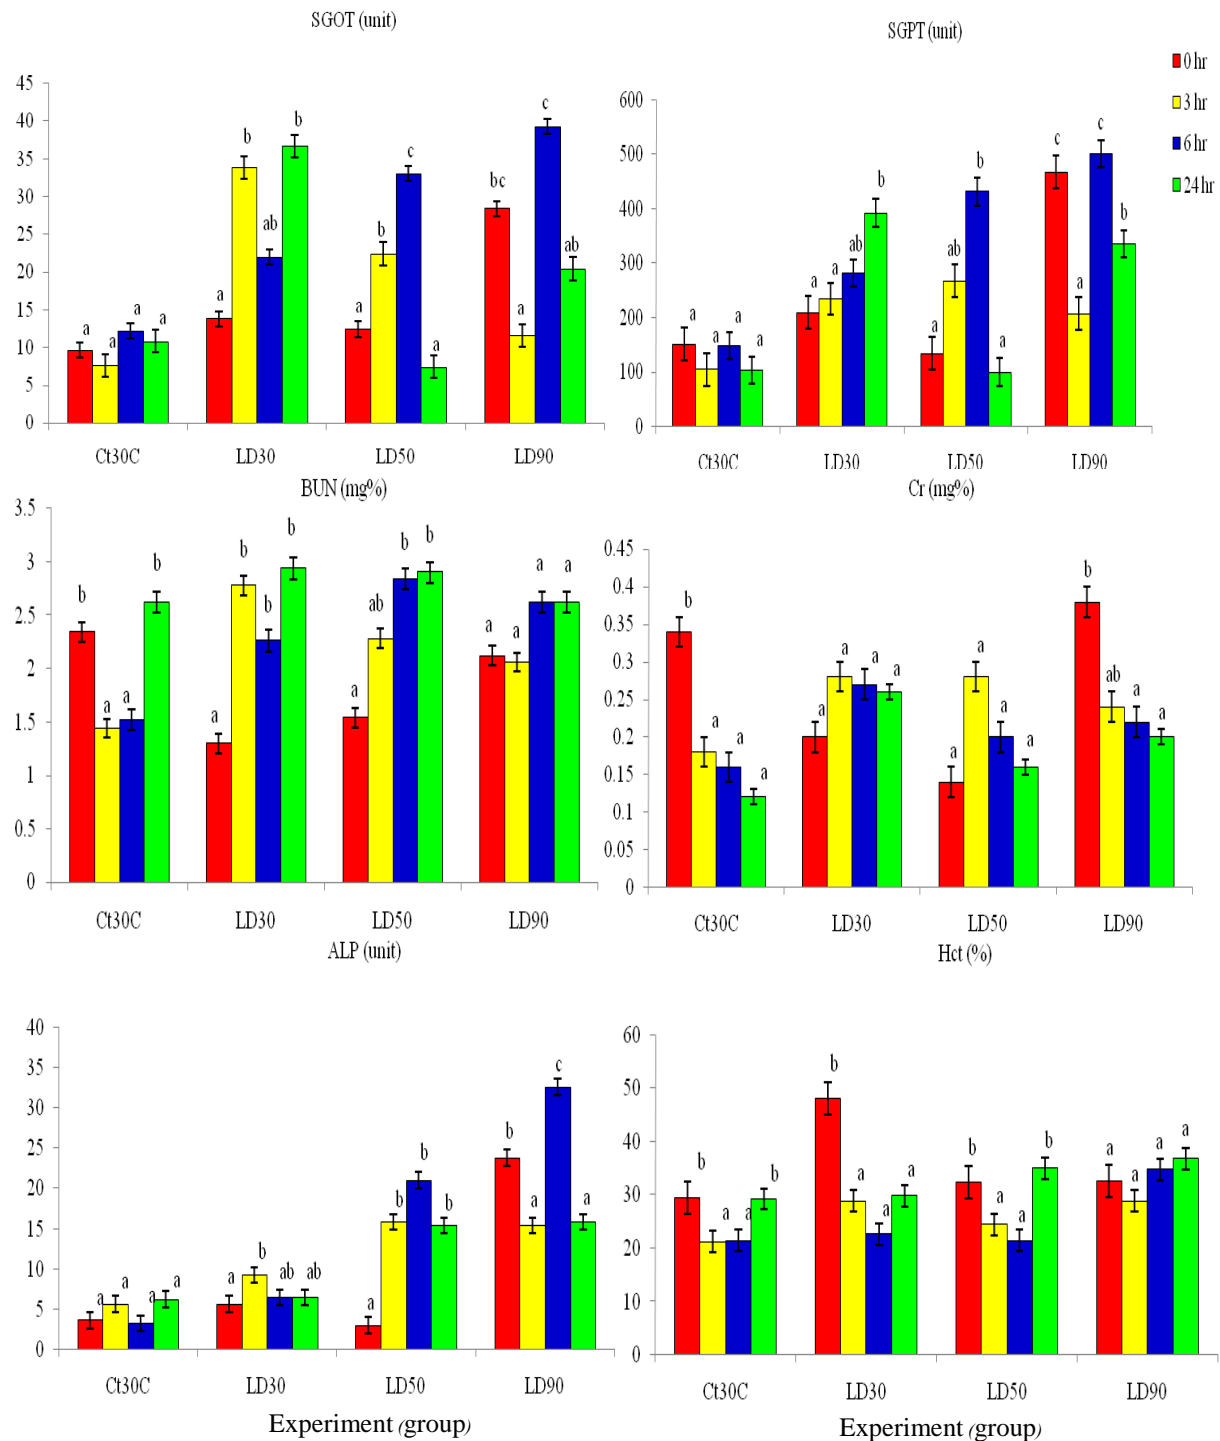 SGOT (unit)
45
40
35
30
25
20
15
10
5
0
a
a
a
a
a
b
ab
b
a
b
c
a
bc
a
c
ab
Ct30C
LD30
LD50
LD90
SGPT (unit)
600
500
400
300
200
100
0
a
a
a
a
a
a
ab
b
a
ab
b
a
c
a
c
b
Ct30C
LD30
LD50
LD90
0 hr
3 hr
6 hr
24 hr
BUN (mg%)
3.5
3
2.5
2
1.5
1
0.5
0
b
a
a
b
a
b
b
b
a
ab
b
b
a
a
a
a
Ct30C
LD30
LD50
LD90
Cr (mg%)
0.45
0.4
0.35
0.3
0.25
0.2
0.15
0.1
0.05
0
b
a
a
a
a
a
a
a
a
a
a
a
b
ab
a
a
Ct30C
LD30
LD50
LD90
ALP (unit)
40
35
30
25
20
15
10
5
0
a
a
a
a
a
b
ab
ab
a
b
b
b
b
a
c
a
Ct30C
LD30
LD50
LD90
Experiment (group)
Hct (%)
60
50
40
30
20
10
0
b
a
a
b
b
a
a
a
b
a
a
b
a
a
a
a
Ct30C
LD30
LD50
LD90
Experiment (group)